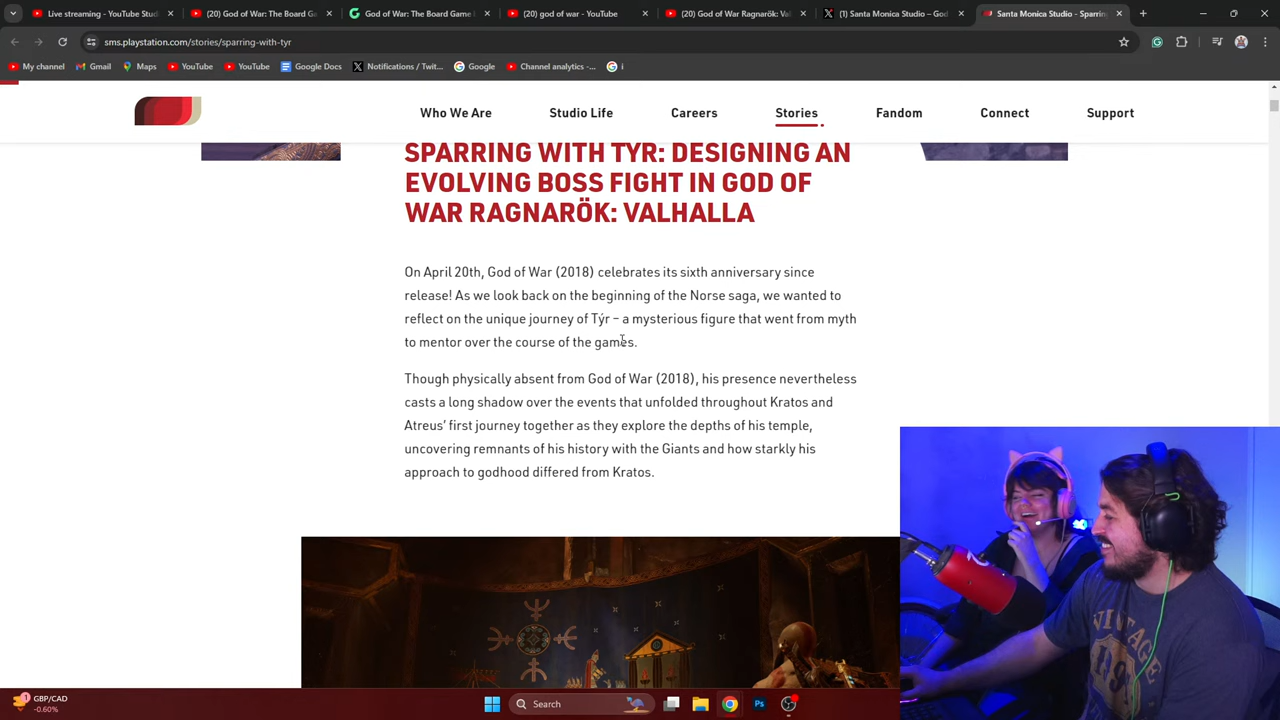 Live streaming - YouTube Stud
(20) God of War: The Board Ga
God of War: The Board Game
(20) god of war - YouTube
(20) God of War Ragnarök: Val
(1) Santa Monica Studio – God
Santa Monica Studio - Sparrin
sms.playstation.com/stories/sparring-with-tyr
My channel
Gmail
Maps
YouTube
YouTube
Google Docs
Notifications / Twit...
Google
Channel analytics -...
i
Who We Are
Studio Life
Careers
Stories
Fandom
Connect
Support
SPARRING WITH TYR: DESIGNING AN
EVOLVING BOSS FIGHT IN GOD OF
WAR RAGNARÖK: VALHALLA
On April 20th, God of War (2018) celebrates its sixth anniversary since
release! As we look back on the beginning of the Norse saga, we wanted to
reflect on the unique journey of Týr – a mysterious figure that went from myth
to mentor over the course of the games.
Though physically absent from God of War (2018), his presence nevertheless
casts a long shadow over the events that unfolded throughout Kratos and
Atreus’ first journey together as they explore the depths of his temple,
uncovering remnants of his history with the Giants and how starkly his
approach to godhood differed from Kratos.
VINTAGE
1
GBP/CAD
-0.60%
Search
Ps